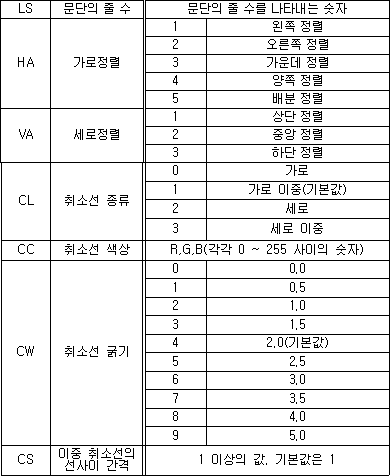 LS 문단의 줄 수 문단의 줄 수를 나타내는 숫자
HA 가로정렬 1 왼쪽 정렬
2 오른쪽 정렬
3 가운데 정렬
4 양쪽 정렬
5 배분 정렬
VA 세로정렬 1 상단 정렬
2 중앙 정렬
3 하단 정렬
CL 취소선 종류 0 가로
1 가로 이중(기본값)
2 세로
3 세로 이중
CC 취소선 색상 R,G,B(각각 0 ~ 255 사이의 숫자)
CW 취소선 굵기 0 0.0
1 0.5
2 1.0
3 1.5
4 2.0(기본값)
5 2.5
6 3.0
7 3.5
8 4.0
9 5.0
CS 이중 취소선의 선사이 간격 1 이상의 값, 기본값은 1